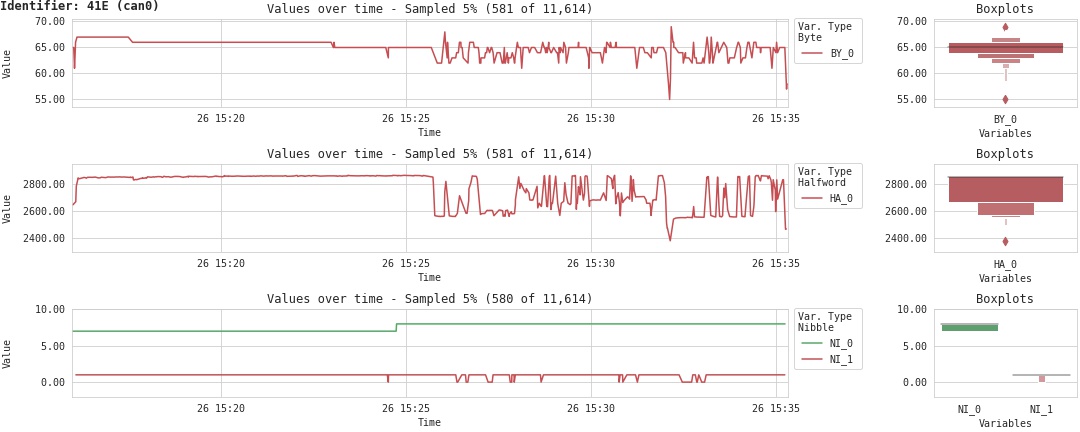 Identifier: 41E (can0)
Values over time - Sampled 5% (581 of 11,614)
Boxplots
Value
70.00
65.00
60.00
55.00
26 15:20
26 15:25
26 15:30
26 15:35
Time
Var. Type
Byte
BY_0
70.00
65.00
60.00
55.00
BY_0
Variables
Values over time - Sampled 5% (581 of 11,614)
Boxplots
Value
2800.00
2600.00
2400.00
26 15:20
26 15:25
26 15:30
26 15:35
Time
Var. Type
Halfword
HA_0
2800.00
2600.00
2400.00
HA_0
Variables
Values over time - Sampled 5% (580 of 11,614)
Boxplots
Value
10.00
5.00
0.00
26 15:20
26 15:25
26 15:30
26 15:35
Time
Var. Type
Nibble
NI_0
NI_1
10.00
5.00
0.00
NI_0
NI_1
Variables